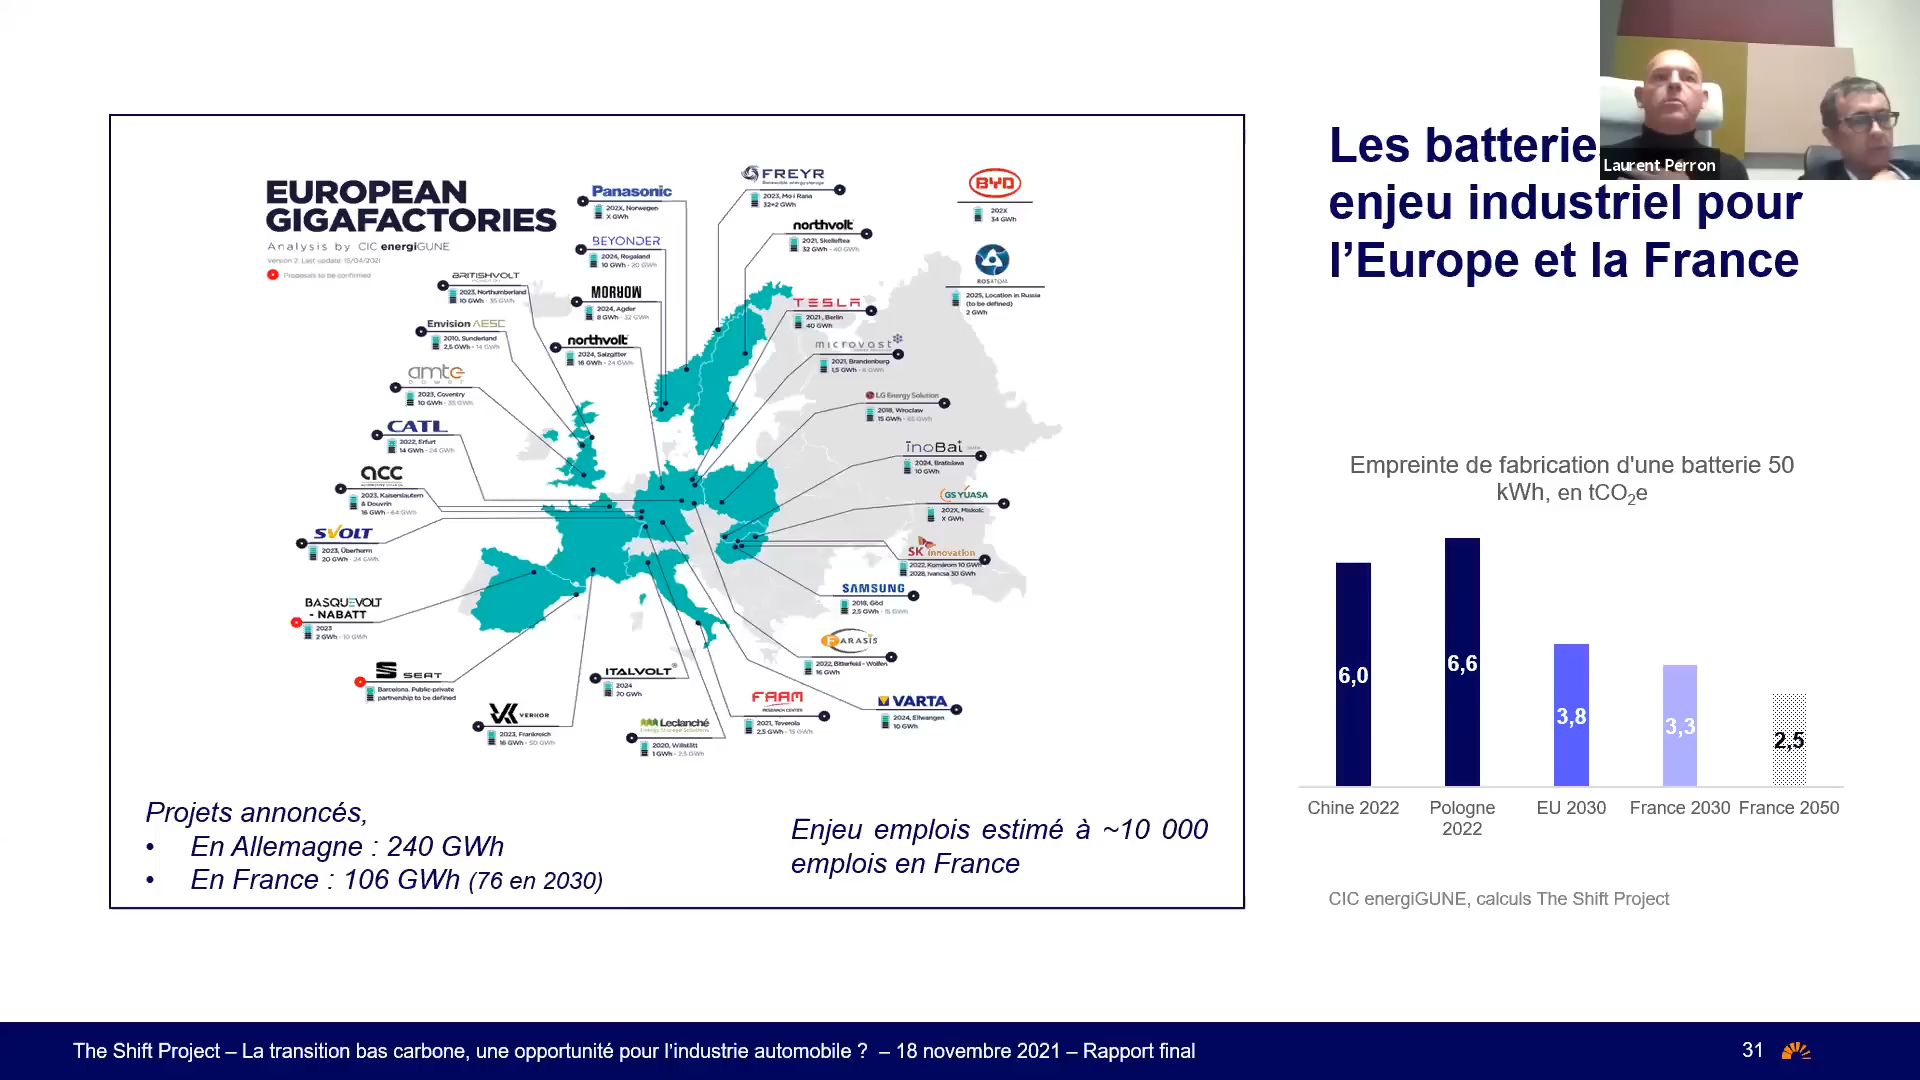 Laurent Perron
Les batterie
enjeu industriel pour
l'Europe et la France
EUROPEAN
GIGAFACTORIES
Analysis by CIC energiGUNE
Version 2. Last update: 15/04/2021
Proposals to be confirmed
Panasonic
202X, Norwegen
X GWh
FREYR
2023, Mo i Rana
32+2 GWh
BYD
202X
34 GWh
northvolt
2021, Skelleftea
32 GWh - 40 GWh
BEYONDER
2024, Rogaland
10 GWh - 20 GWh
ROSATOM
2025, Location in Russia
(to be defined)
2 GWh
BRITISHVOLT
2023, Northumberland
10 GWh - 35 GWh
MORROW
2024, Agder
8 GWh - 32 GWh
TESLA
2021, Berlin
40 GWh
Envision AESC
2010, Sunderland
2,5 GWh - 14 GWh
northvolt
2024, Salzgitter
16 GWh - 24 GWh
microvast
2021, Brandenburg
1,5 GWh - 6 GWh
amte
power
2023, Coventry
10 GWh - 35 GWh
LG Energy Solution
2018, Wroclaw
15 GWh - 65 GWh
CATL
2022, Erfurt
14 GWh - 24 GWh
inoBat
2024, Bratislava
10 GWh
acc
2023, Kaiserslautern
& Douvrin
16 GWh - 64 GWh
GS YUASA
202X, Miskolc
X GWh
SVOLT
2023, Überherrn
20 GWh - 24 GWh
SK innovation
2022, Komárom 10 GWh
2028, Ivancsa 30 GWh
SAMSUNG
2018, Göd
2,5 GWh - 15 GWh
BASQUEVOLT
- NABATT
2023
2 GWh - 10 GWh
FARASIS
2022, Bitterfeld - Wolfen
16 GWh
SEAT
Barcelona. Public-private
partnership to be defined
ITALVOLT
2024
70 GWh
VERKOR
2023, Frankreich
16 GWh - 50 GWh
Leclanché
Energy Storage Solutions
2020, Willstätt
1 GWh - 2,5 GWh
FAAM
RESEARCH CENTER
2021, Teverola
2,5 GWh - 15 GWh
VARTA
2024, Ellwangen
10 GWh
Projets annoncés,
• En Allemagne : 240 GWh
• En France : 106 GWh (76 en 2030)
Enjeu emplois estimé à ~10 000
emplois en France
Empreinte de fabrication d'une batterie 50
kWh, en tCO2e
6,0
6,6
3,8
3,3
2,5
Chine 2022
Pologne
2022
EU 2030
France 2030
France 2050
CIC energiGUNE, calculs The Shift Project
The Shift Project – La transition bas carbone, une opportunité pour l'industrie automobile ? – 18 novembre 2021 – Rapport final
31